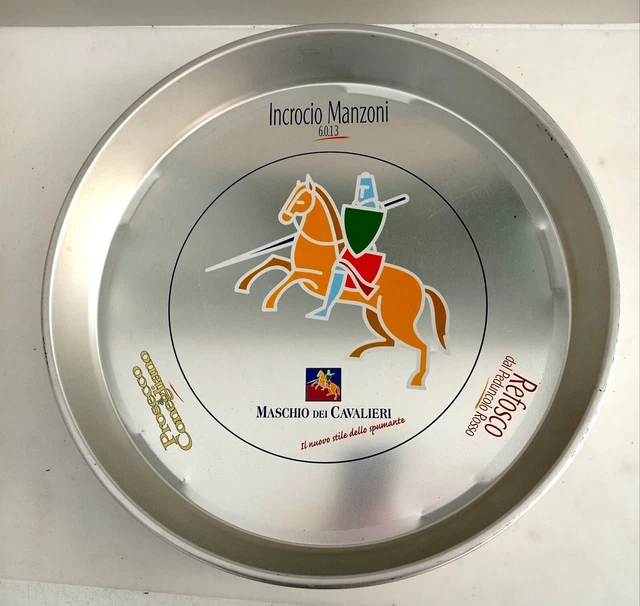 Incrocio Manzoni
6.0.13
MASCHIO DEI CAVALIERI
Il nuovo stile dello spumante
Prosecco
Conegliano
Refosco
dal Peduncolo Rosso